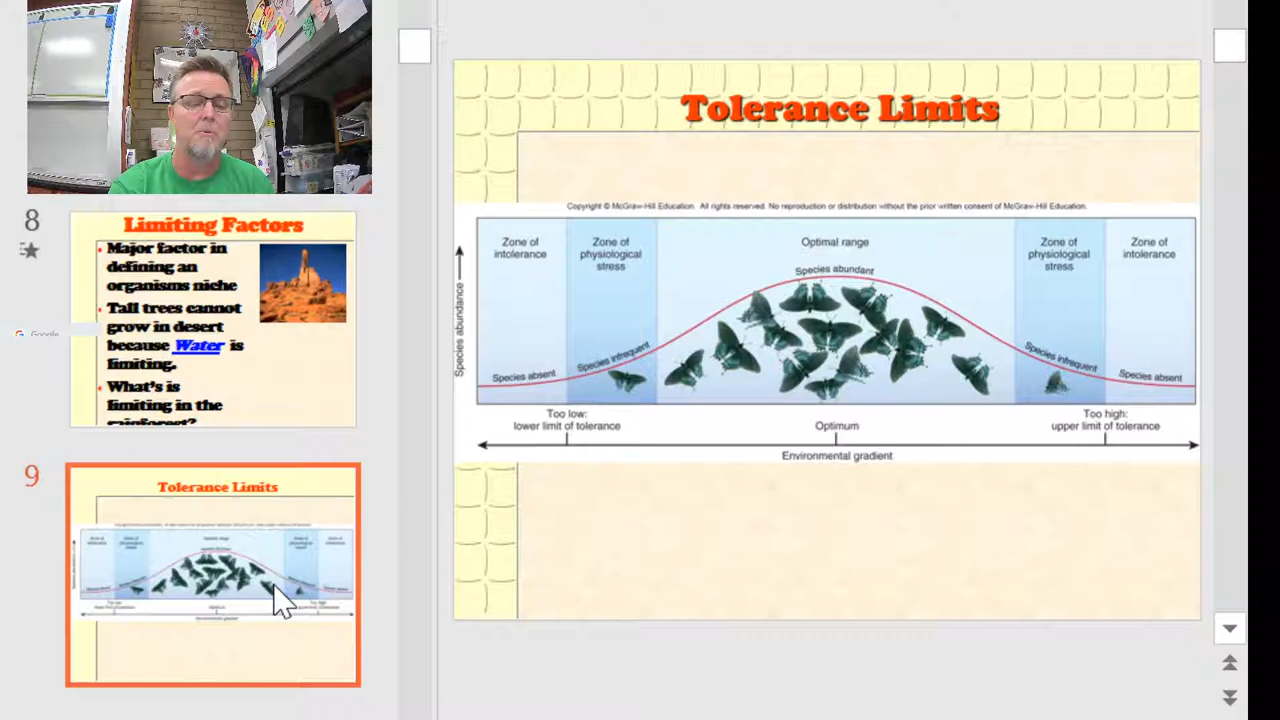 8
Limiting Factors
Major factor in
defining an
organisms niche
Tall trees cannot
grow in desert
because Water is
limiting.
What's is
limiting in the
rainforest?
Google
9
Tolerance Limits
Tolerance Limits
Copyright © McGraw-Hill Education. All rights reserved. No reproduction or distribution without the prior written consent of McGraw-Hill Education.
Zone of
intolerance
Zone of
physiological
stress
Optimal range
Zone of
physiological
stress
Zone of
intolerance
Species abundant
Species abundance
Species absent
Species infrequent
Species infrequent
Species absent
Too low:
lower limit of tolerance
Optimum
Too high:
upper limit of tolerance
Environmental gradient